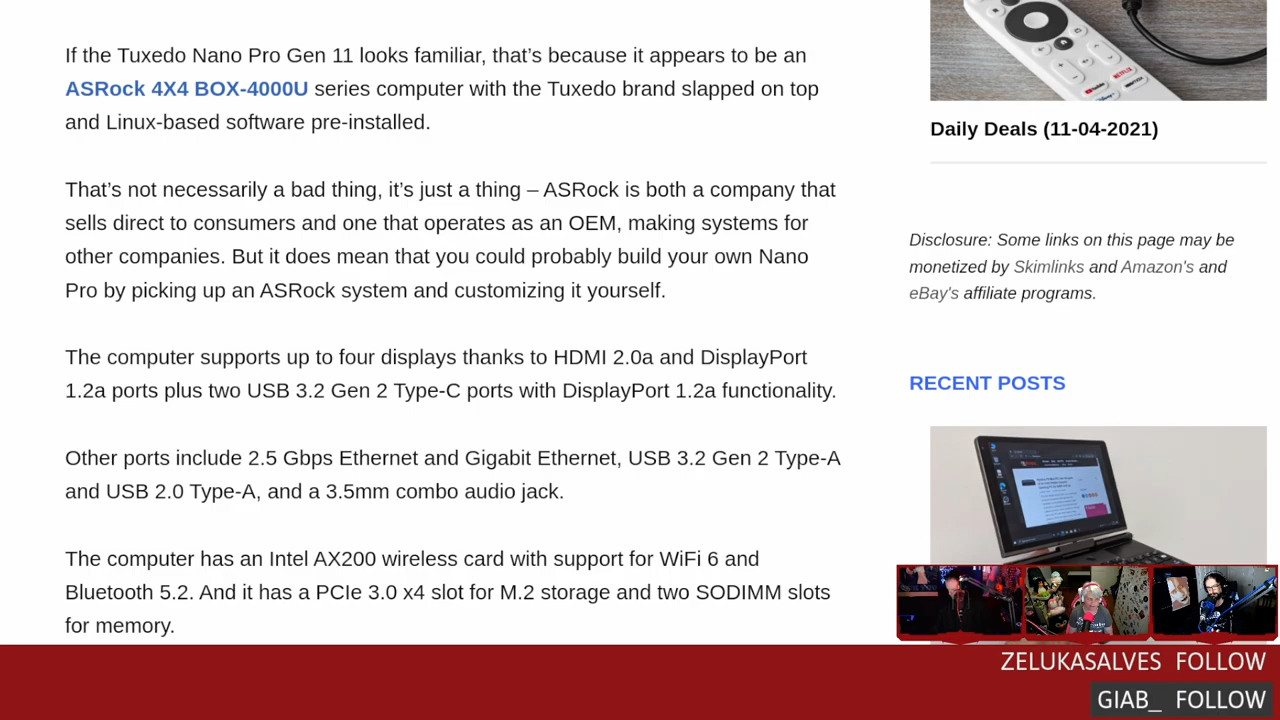 If the Tuxedo Nano Pro Gen 11 looks familiar, that’s because it appears to be an
ASRock 4X4 BOX-4000U series computer with the Tuxedo brand slapped on top
and Linux-based software pre-installed.
That’s not necessarily a bad thing, it’s just a thing – ASRock is both a company that
sells direct to consumers and one that operates as an OEM, making systems for
other companies. But it does mean that you could probably build your own Nano
Pro by picking up an ASRock system and customizing it yourself.
The computer supports up to four displays thanks to HDMI 2.0a and DisplayPort
1.2a ports plus two USB 3.2 Gen 2 Type-C ports with DisplayPort 1.2a functionality.
Other ports include 2.5 Gbps Ethernet and Gigabit Ethernet, USB 3.2 Gen 2 Type-A
and USB 2.0 Type-A, and a 3.5mm combo audio jack.
The computer has an Intel AX200 wireless card with support for WiFi 6 and
Bluetooth 5.2. And it has a PCIe 3.0 x4 slot for M.2 storage and two SODIMM slots
for memory.
NETFLIX
Daily Deals (11-04-2021)
Disclosure: Some links on this page may be
monetized by Skimlinks and Amazon's and
eBay's affiliate programs.
RECENT POSTS
ZELUKASALVES FOLLOW
GIAB_ FOLLOW